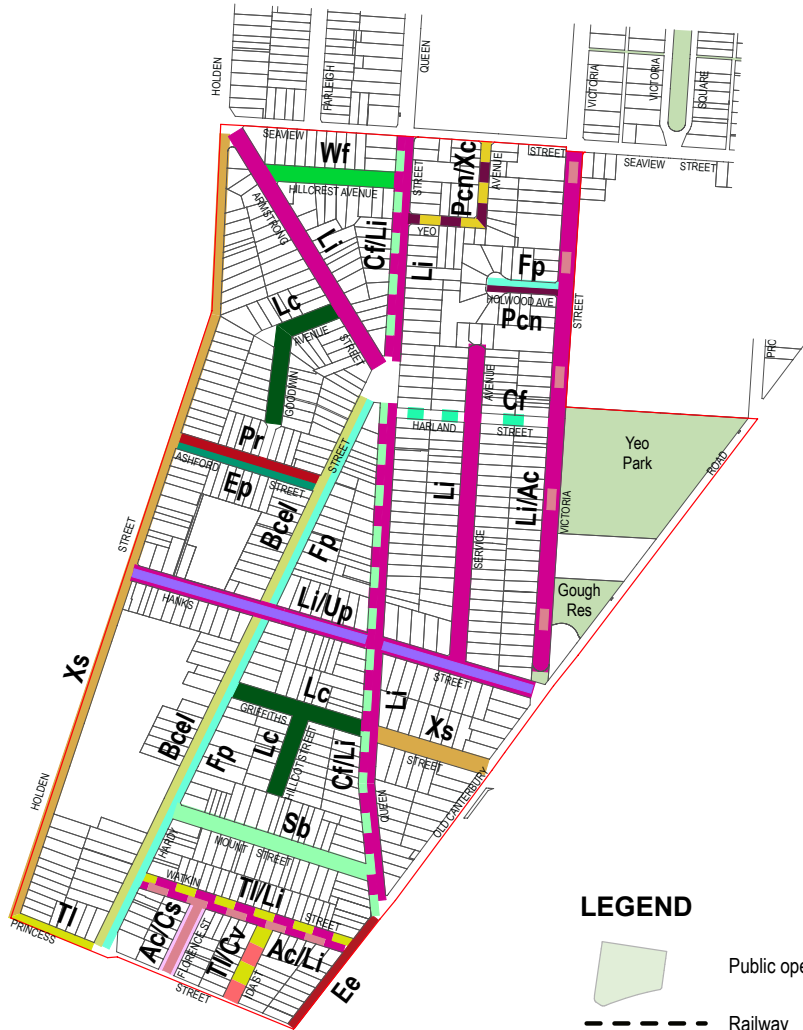 HOLDEN
FARLEIGH
QUEEN
VICTORIA
VICTORIA
SQUARE
SEAVIEW
STREET
SEAVIEW
STREET
Wf
HILLCREST AVENUE
STREET
Pcn/Xc
AVENUE
YEO
ARMSTRONG
Li
Cf/Li
Li
Fp
HOLWOOD AVE
Pcn
STREET
Lc
AVENUE
STREET
GOODWIN
PRO
AVENUE
Cf
HARLAND
STREET
Yeo
Park
ROAD
Pr
ASHFORD
STREET
Ep
STREET
Bcel
Fp
Li
Li/Ac
VICTORIA
STREET
SERVICE
HANKS
Li/Up
STREET
Gough
Res
Xs
Lc
GRIFFITHS
Li
Xs
STREET
Lc
HILLCOT STREET
Bcel
Fp
Cf/Li
QUEEN
OLD CANTERBURY
HOLDEN
Sb
MOUNT STREET
HARDY
WATKIN
Tl/Li
STREET
Tl
PRINCESS
Ac/Cs
FLORENCE ST
Tl/Cv
DAST
Ac/Li
Ee
STREET
LEGEND
Public ope
Railway